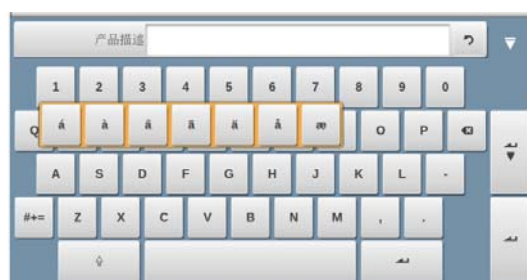 产品描述
1 2 3 4 5 6 7 8 9 0
Q á à â ã ä å æ O P
A S D F G H J K L -
#+= Z X C V B N M , .